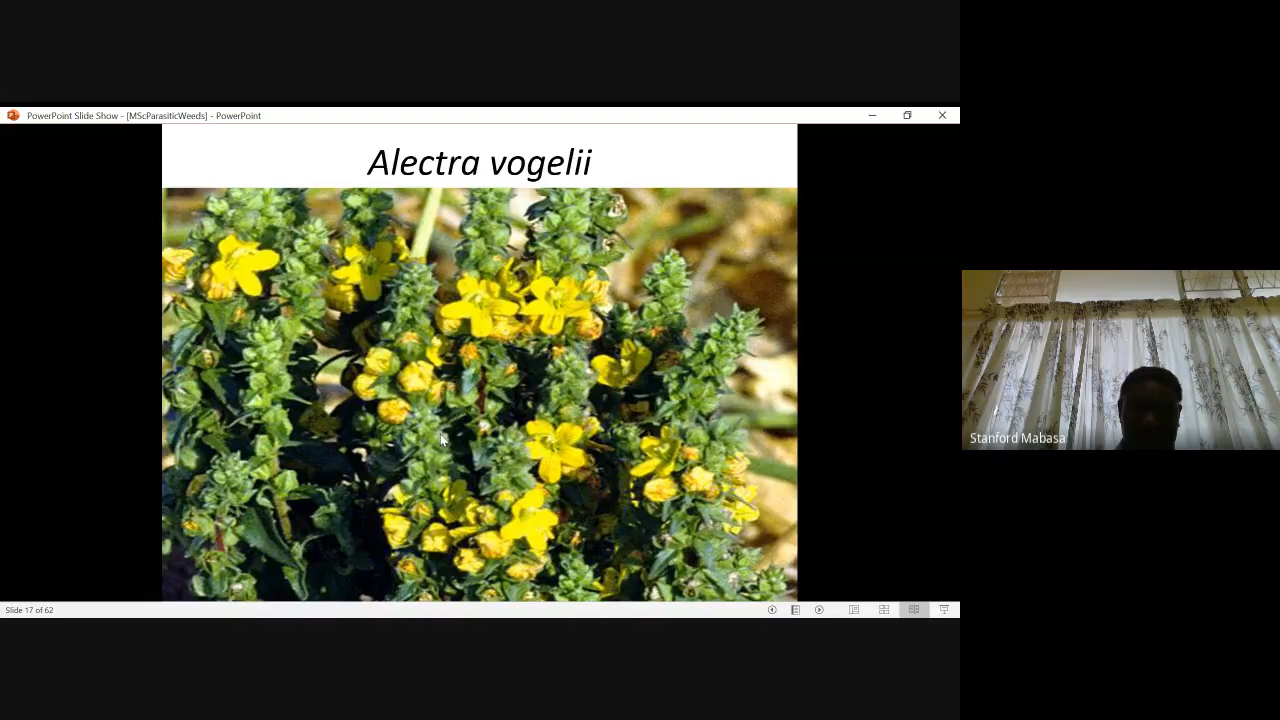 PowerPoint Slide Show - [MScParasiticWeeds] - PowerPoint
Alectra vogelii
Stanford Mabasa
Slide 17 of 62